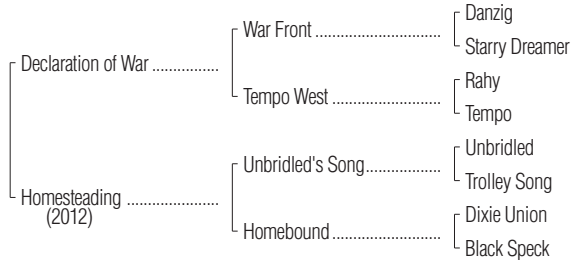 Danzig
War Front
Starry Dreamer
Declaration of War
Rahy
Tempo West
Tempo
Unbridled
Unbridled's Song
Trolley Song
Homesteading
(2012)
Dixie Union
Homebound
Black Speck